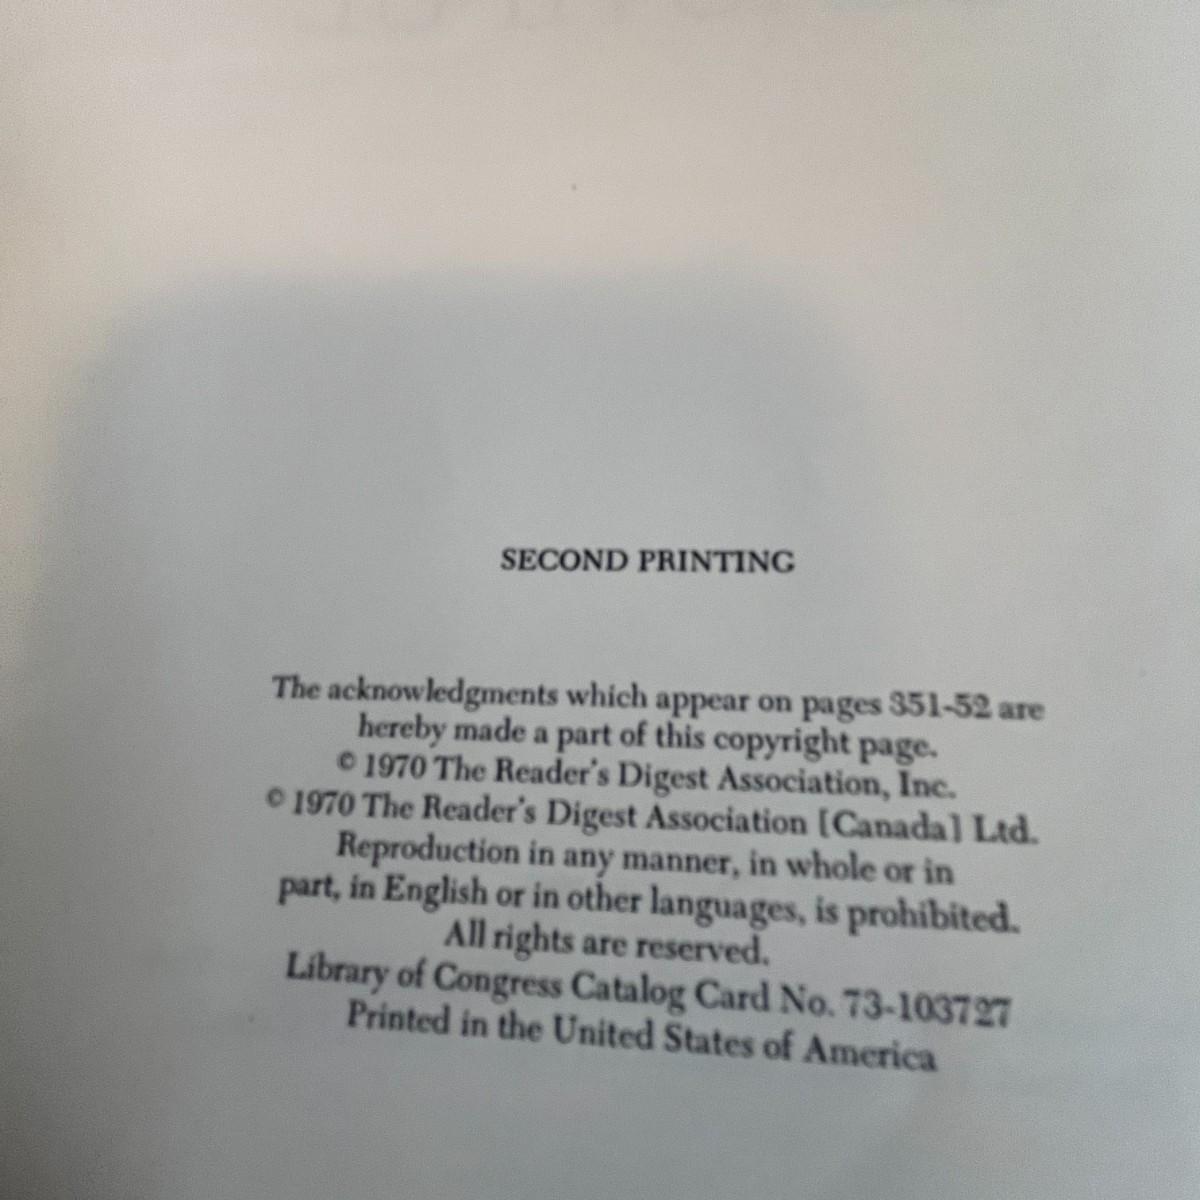 SECOND PRINTING
The acknowledgments which appear on pages 351-52 are
hereby made a part of this copyright page.
© 1970 The Reader's Digest Association, Inc.
© 1970 The Reader's Digest Association [Canada] Ltd.
Reproduction in any manner, in whole or in
part, in English or in other languages, is prohibited.
All rights are reserved.
Library of Congress Catalog Card No. 73-103727
Printed in the United States of America